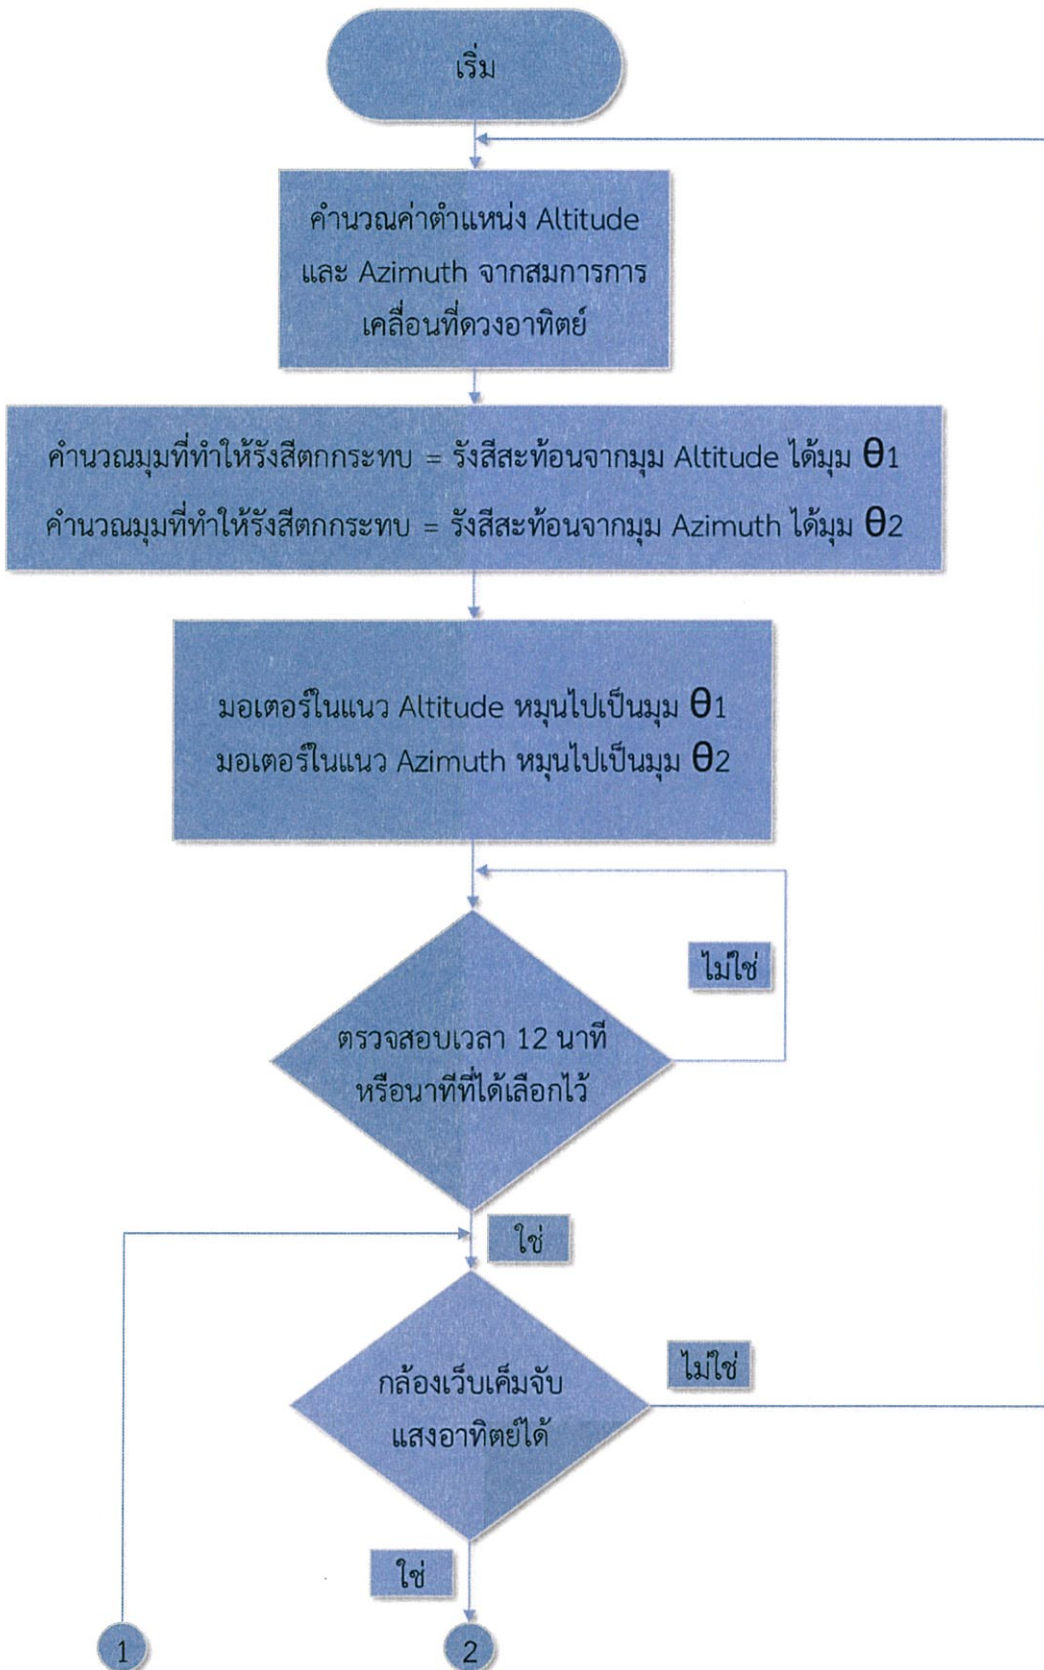 เริ่ม
คำนวณค่าตำแหน่ง Altitude
และ Azimuth จากสมการการ
เคลื่อนที่ดวงอาทิตย์
คำนวณมุมที่ทำให้รังสีตกกระทบ = รังสีสะท้อนจากมุม Altitude ได้มุม θ1
คำนวณมุมที่ทำให้รังสีตกกระทบ = รังสีสะท้อนจากมุม Azimuth ได้มุม θ2
มอเตอร์ในแนว Altitude หมุนไปเป็นมุม θ1
มอเตอร์ในแนว Azimuth หมุนไปเป็นมุม θ2
ไม่ใช่
ตรวจสอบเวลา 12 นาที
หรือนาทีที่ได้เลือกไว้
ใช่
ไม่ใช่
กล้องเว็บเค็มจับ
แสงอาทิตย์ได้
ใช่
1
2